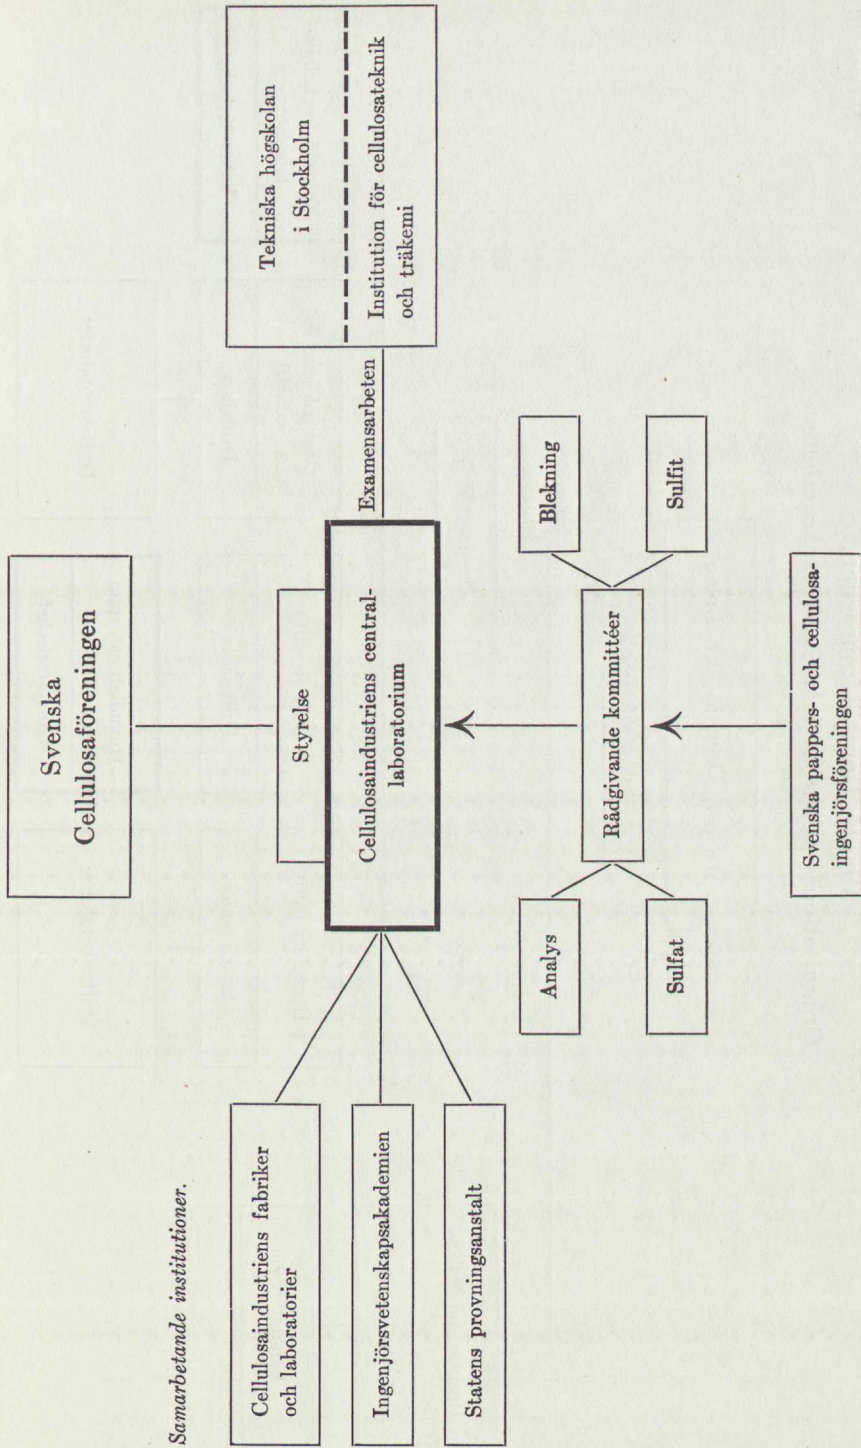 Svenska
Cellulosaföreningen
Samarbetande institutioner.
Styrelse
Cellulosaindustriens fabriker
och laboratorier
Ingenjörsvetenskapsakademien
Statens provningsanstalt
Cellulosaindustriens central-
laboratorium
Examensarbeten
Tekniska högskolan
i Stockholm
Institution för cellulosateknik
och träkemi
Analys
Blekning
Rådgivande kommittéer
Sulfat
Sulfit
Svenska pappers- och cellulosa-
ingenjörsföreningen